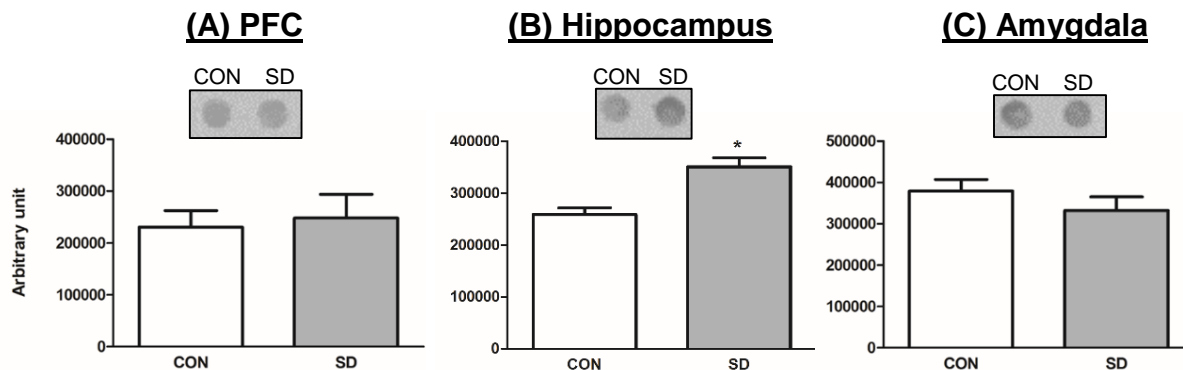 (A) PFC
CON SD
400000
300000
200000
100000
0
Arbitrary unit
CON SD
(B) Hippocampus
CON SD
400000
300000
200000
100000
0
*
CON SD
(C) Amygdala
CON SD
500000
400000
300000
200000
100000
0
CON SD